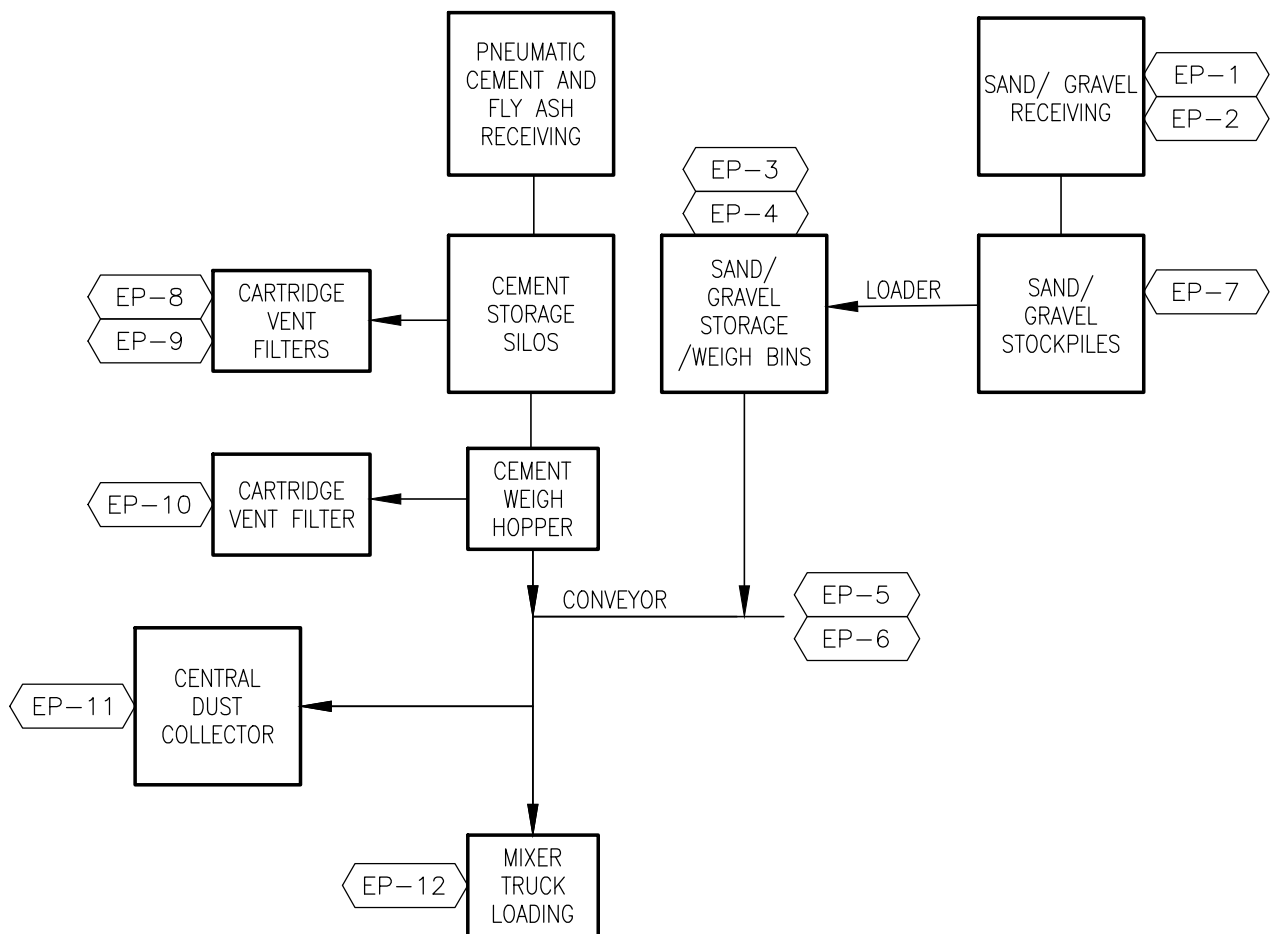 PNEUMATIC
CEMENT AND
FLY ASH
RECEIVING
SAND/ GRAVEL
RECEIVING
EP-1
EP-2
EP-3
EP-4
EP-8
EP-9
CARTRIDGE
VENT
FILTERS
CEMENT
STORAGE
SILOS
SAND/
GRAVEL
STORAGE
/WEIGH BINS
LOADER
SAND/
GRAVEL
STOCKPILES
EP-7
EP-10
CARTRIDGE
VENT FILTER
CEMENT
WEIGH
HOPPER
CONVEYOR
EP-5
EP-6
EP-11
CENTRAL
DUST
COLLECTOR
EP-12
MIXER
TRUCK
LOADING